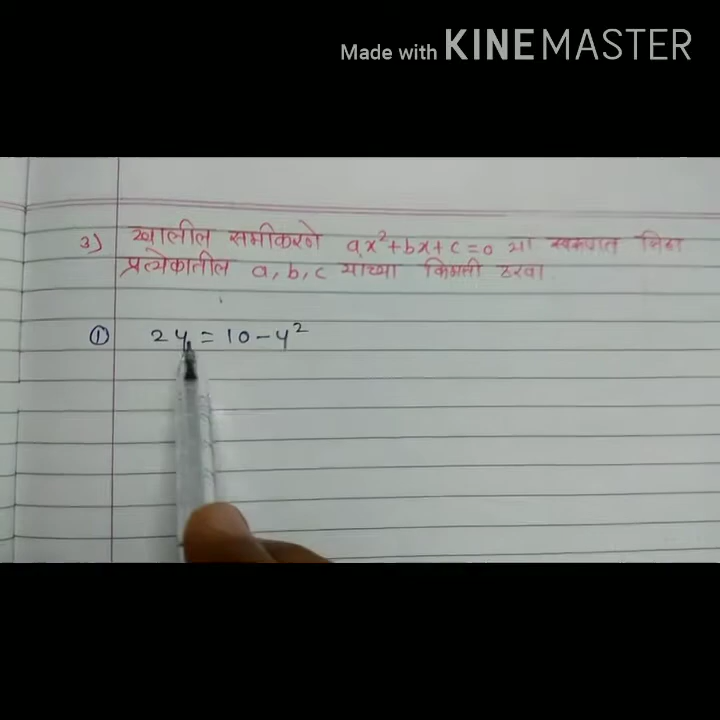 Made with KINEMASTER
3) खालील समीकरणे ax²+bx+c=0 या स्वरूपात लिहा
प्रत्येकातील a, b, c यांच्या किमती ठरवा.
① 2y = 10 - y²